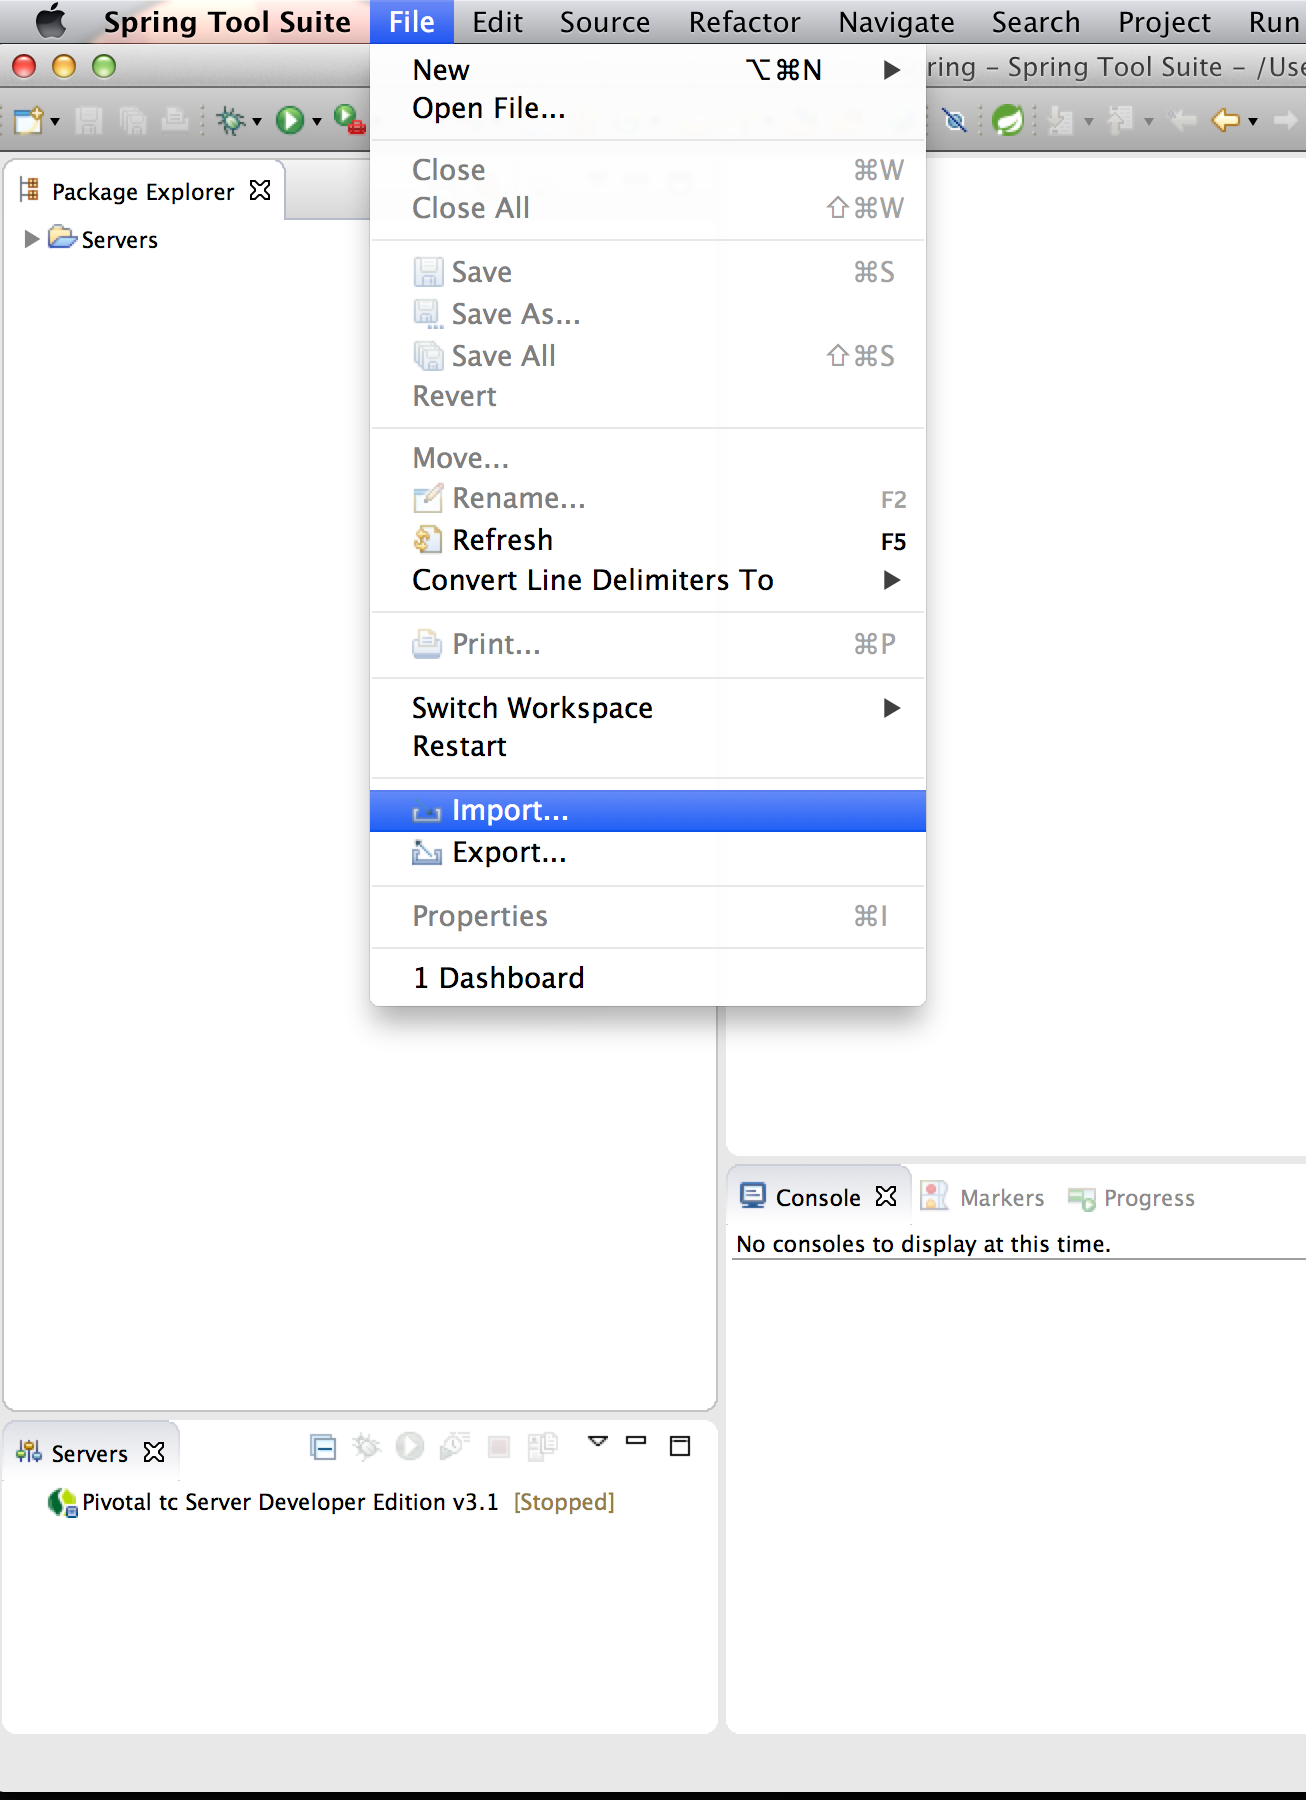 Spring Tool Suite File Edit Source Refactor Navigate Search Project Run
ring – Spring Tool Suite – /Use
New ⌥⌘N
Open File...
Close ⌘W
Close All ⇧⌘W
Save ⌘S
Save As...
Save All ⇧⌘S
Revert
Move...
Rename... F2
Refresh F5
Convert Line Delimiters To
Print... ⌘P
Switch Workspace
Restart
Import...
Export...
Properties ⌘I
1 Dashboard
Package Explorer
Servers
Console Markers Progress
No consoles to display at this time.
Servers
Pivotal tc Server Developer Edition v3.1 [Stopped]